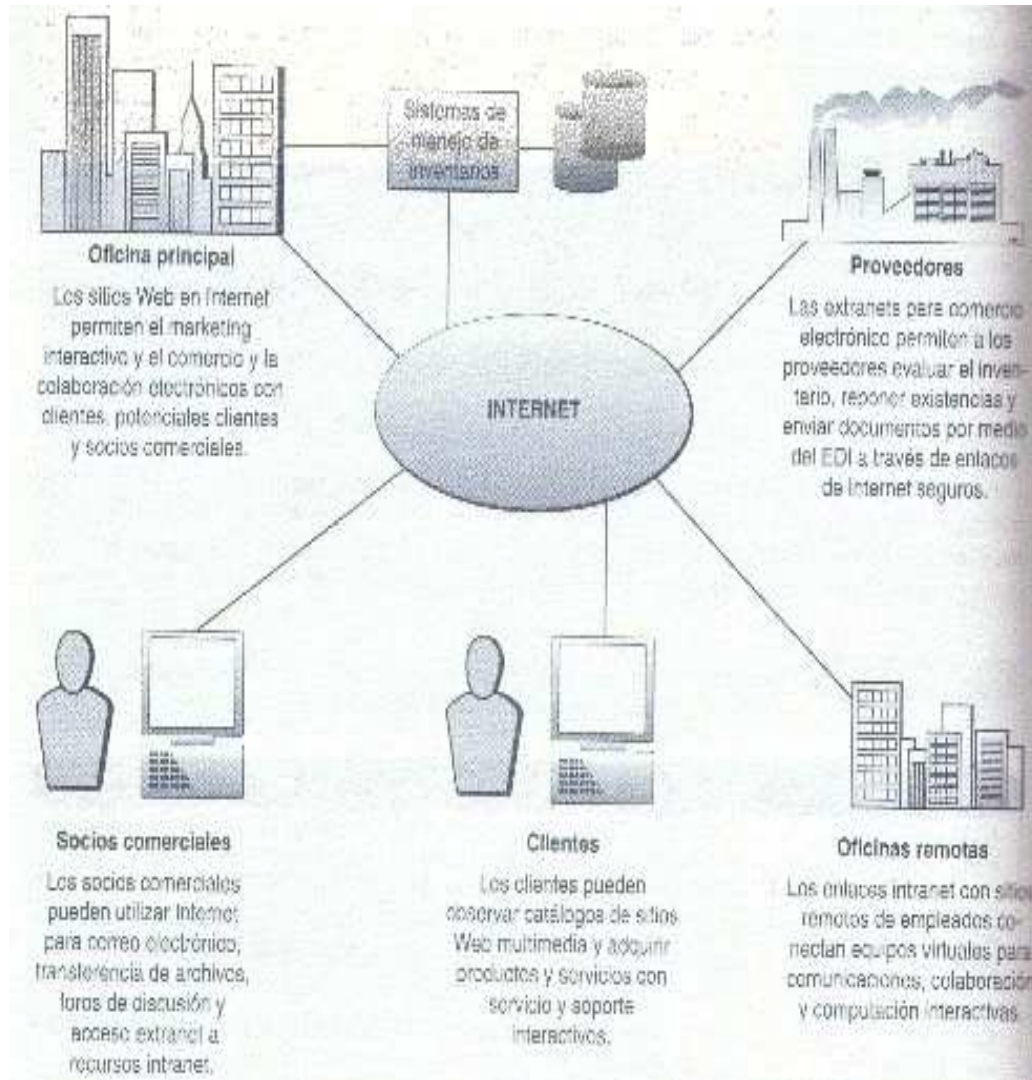 Sistemas de
manejo de
inventarios
Oficina principal
Los sitios Web en Internet
permiten el marketing
interactivo y el comercio y la
colaboración electrónicos con
clientes, potenciales clientes
y socios comerciales.
Proveedores
Las extranets para comercio
electrónico permiten a los
proveedores evaluar el inven-
tario, reponer existencias y
enviar documentos por medio
del EDI a través de enlaces
de Internet seguros.
INTERNET
Socios comerciales
Los socios comerciales
pueden utilizar Internet
para correo electrónico,
transferencia de archivos,
foros de discusión y
acceso extranet a
recursos intranet.
Clientes
Los clientes pueden
observar catálogos de sitios
Web multimedia y adquirir
productos y servicios con
servicio y soporte
interactivos.
Oficinas remotas
Los enlaces intranet con sitios
remotos de empleados co-
nectan equipos virtuales para
comunicaciones, colaboración
y computación interactivas.